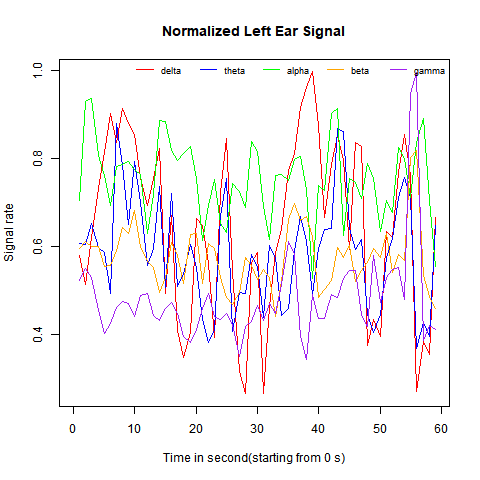 Normalized Left Ear Signal
delta theta alpha beta gamma
1.0
0.8
0.6
0.4
Signal rate
0 10 20 30 40 50 60
Time in second(starting from 0 s)